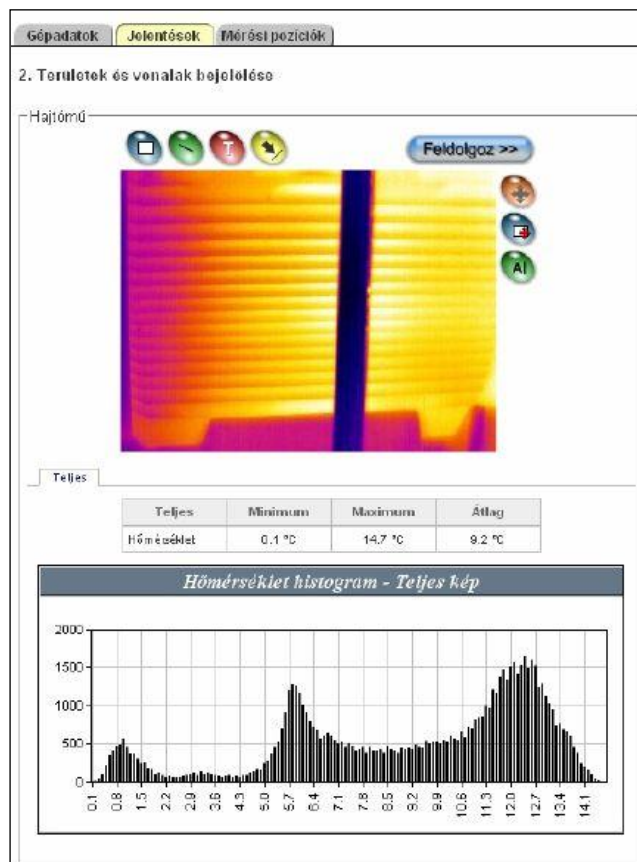 Gépadatok Jelentések Mérési pozíciók
2. Területek és vonalak bejelölése
Hajtómű
T
Feldolgoz >>
AI
Teljes
Teljes Minimum Maximum Átlag
Hőmérséklet 0.1 °C 14.7 °C 9.2 °C
Hőmérséklet histogram - Teljes kép
2000
1500
1000
500
0
0.1 0.8 1.5 2.2 2.9 3.6 4.3 5.0 5.7 6.4 7.1 7.8 8.5 9.2 9.9 10.6 11.3 12.0 12.7 13.4 14.1